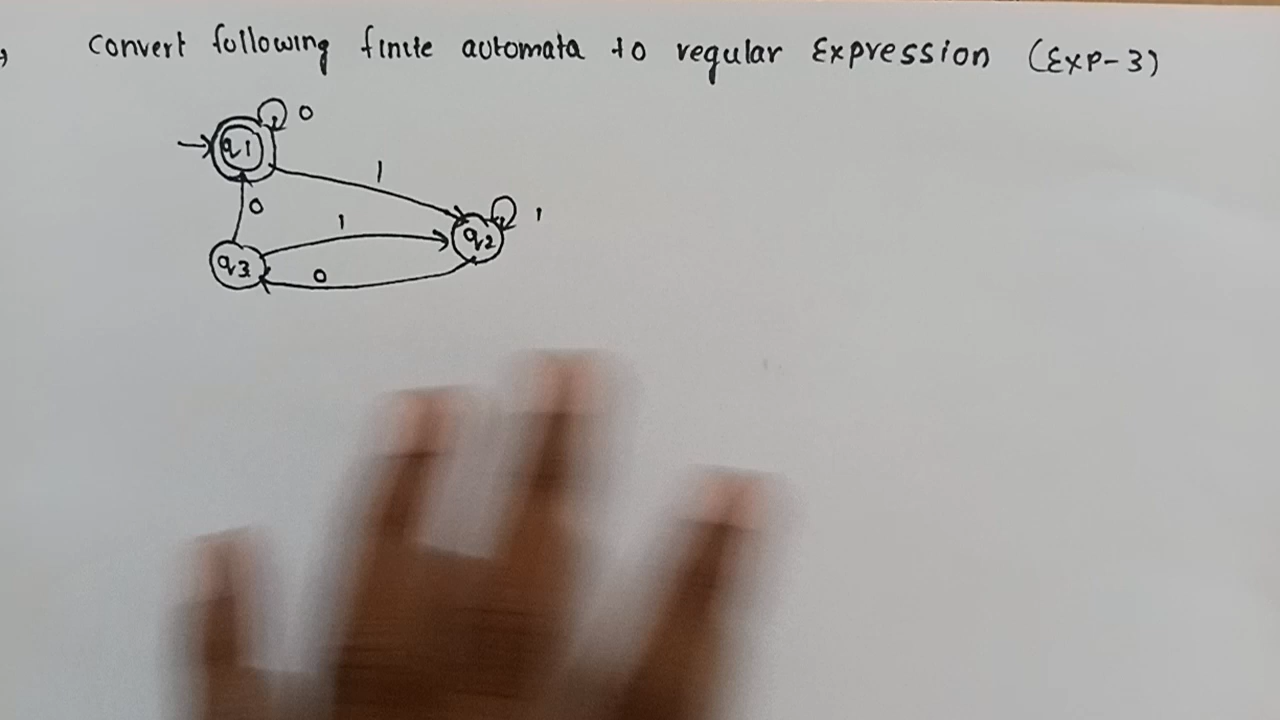 convert following finite automata to regular Expression (Exp-3)
0
q1
1
0
1
q2
1
q3
0